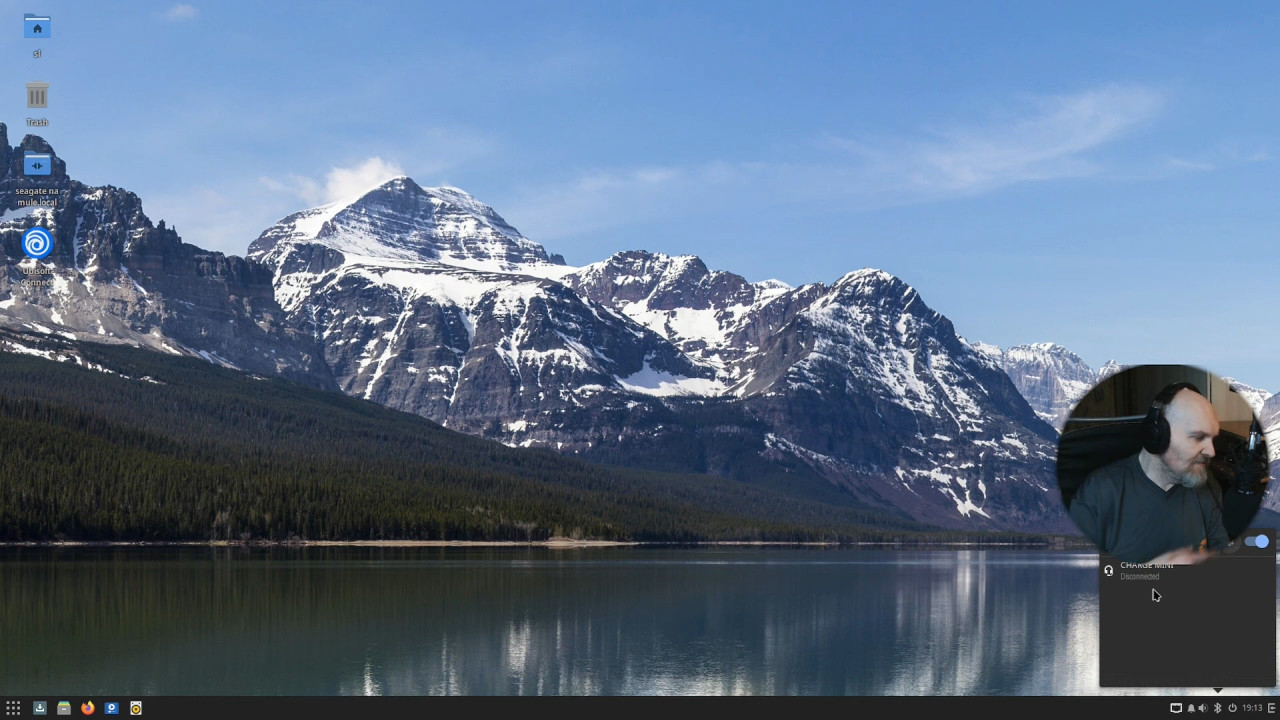 sl
Trash
seagate na
mule.local
Ubisoft
Connect
CHARGE MINI
Disconnected
19:13